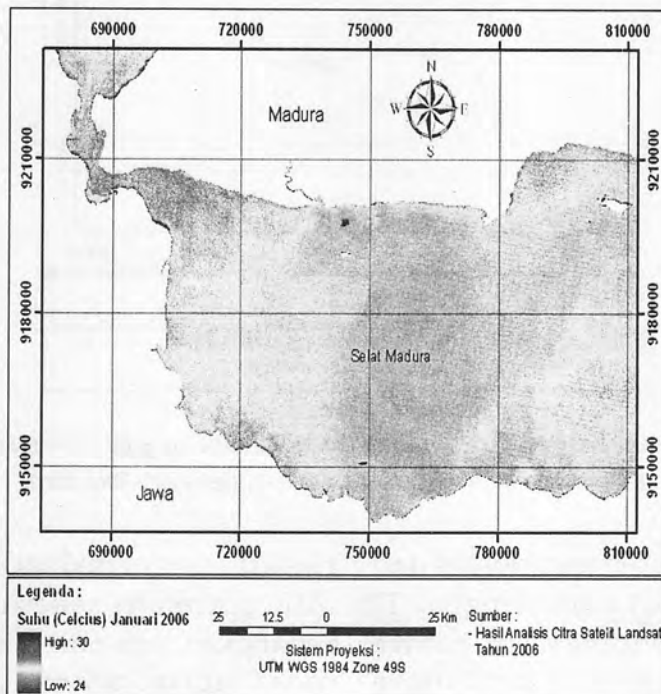 690000 720000 750000 780000 810000
N
W E
S
Madura
9210000 9210000
9180000 9180000
Selat Madura
9150000 9150000
Jawa
690000 720000 750000 780000 810000
Legenda :
Suhu (Celcius) Januari 2006
High : 30
Low: 24
25 12.5 0 25 Km
Sistem Proyeksi :
UTM WGS 1984 Zone 49S
Sumber :
- Hasil Analisis Citra Satelit Landsat
Tahun 2006